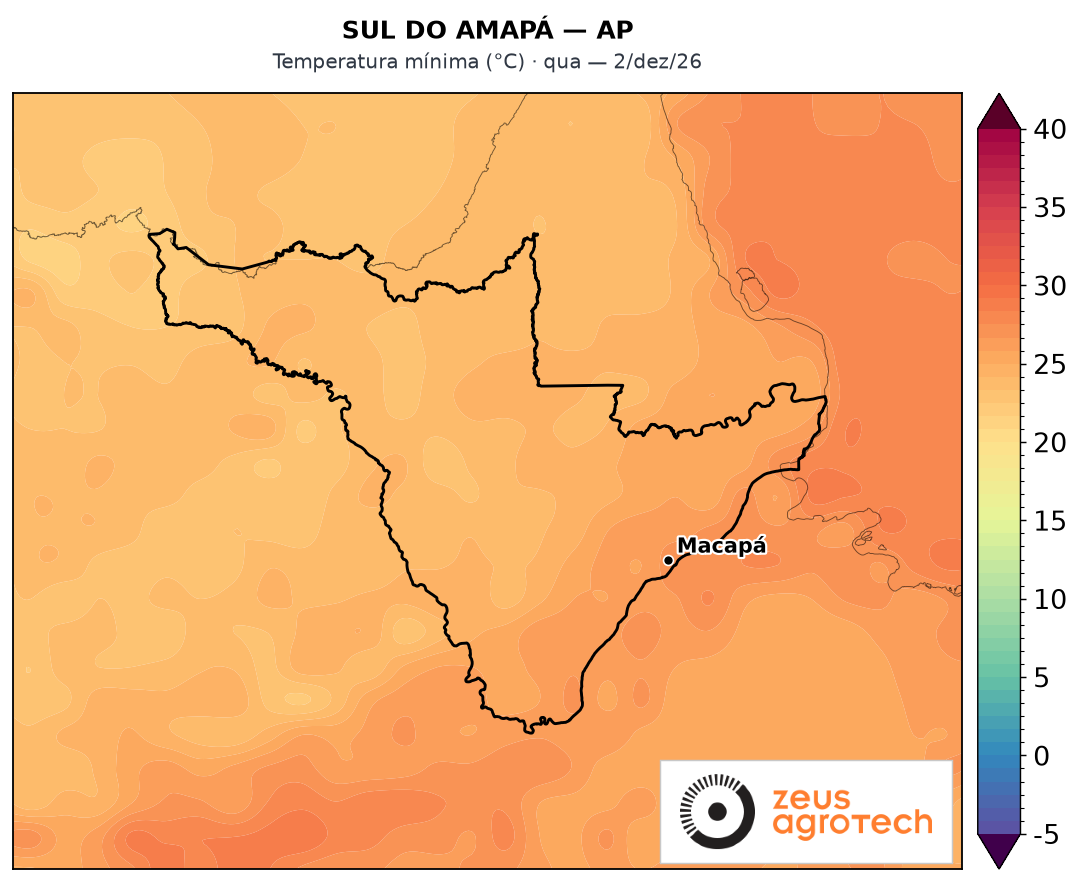 SUL DO AMAPÁ — AP
Temperatura mínima (°C) · qua — 2/dez/26
40
35
30
25
20
15
10
5
0
-5
Macapá
zeus
agrotech